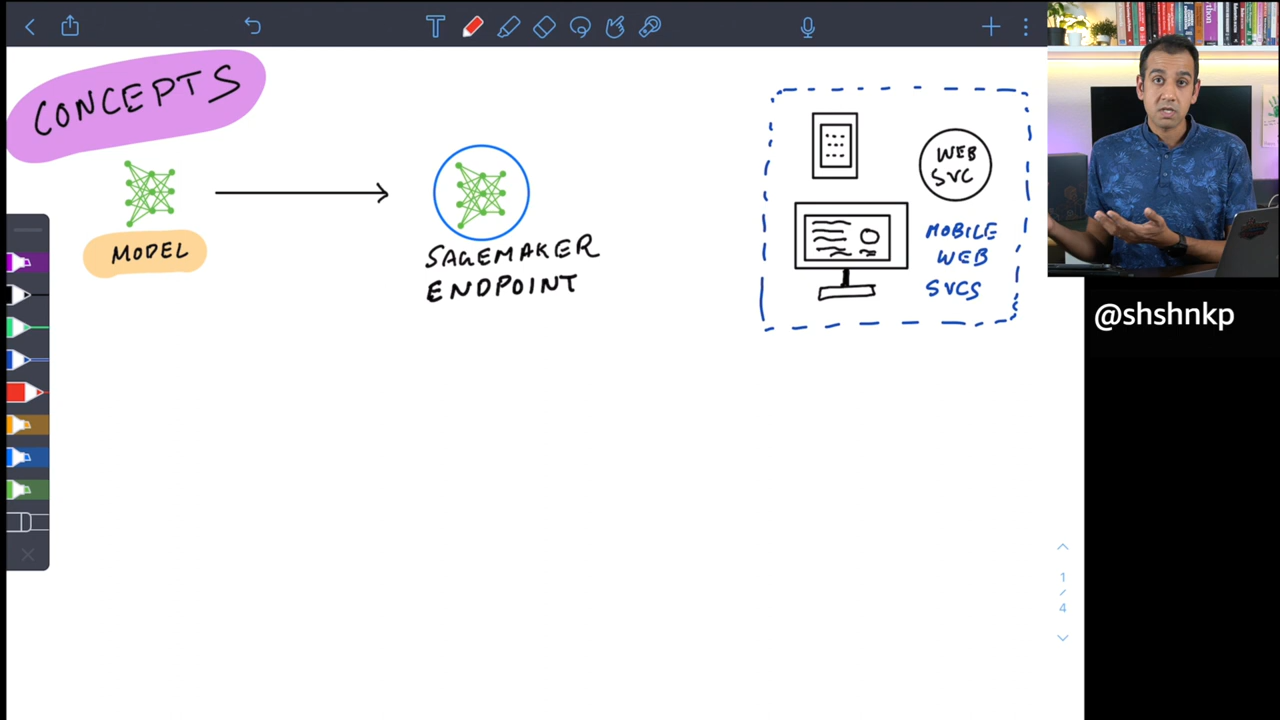 CONCEPTS
MODEL
SAGEMAKER
ENDPOINT
WEB
SVC
MOBILE
WEB
SVCS
@shshnkp
T
1
/
4